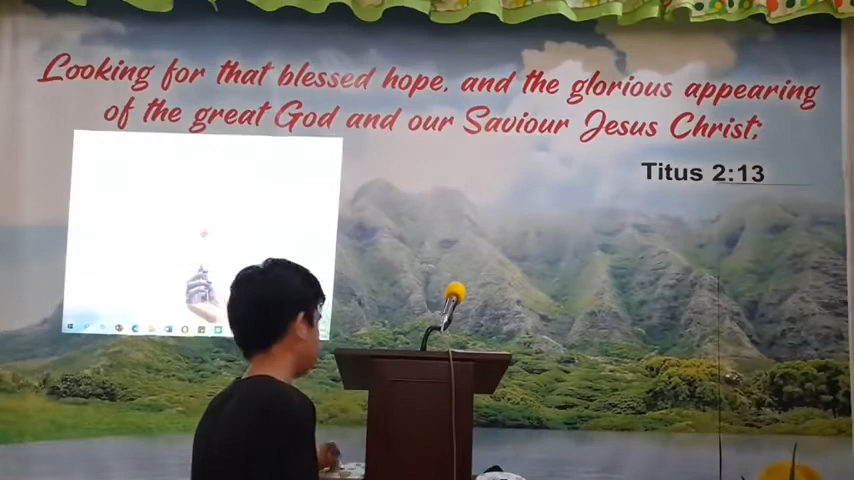 Looking for that blessed hope, and the glorious appearing
of the great God and our Saviour Jesus Christ;
Titus 2:13